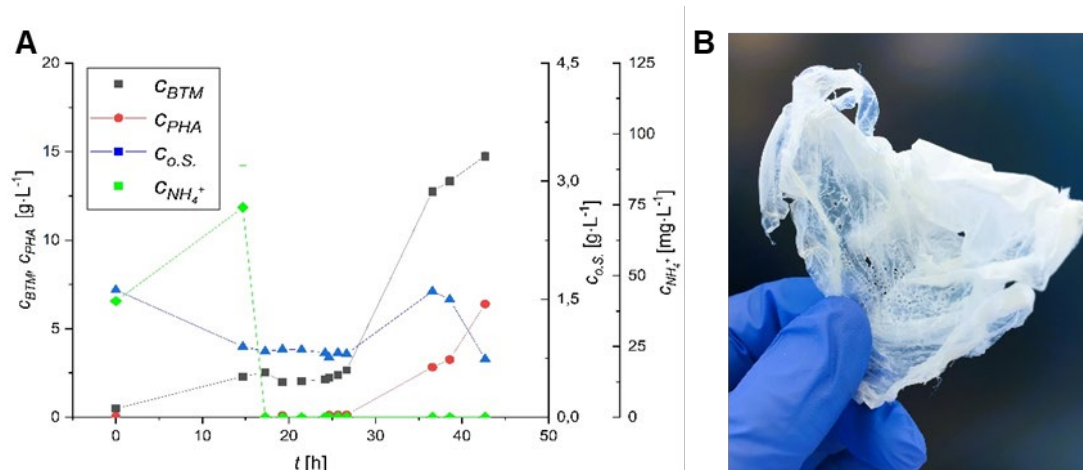 A
B
20
15
10
5
0
c_BTM, c_PHA [g·L⁻¹]
c_BTM
c_PHA
c_o.S.
c_NH₄⁺
4,5
3,0
1,5
0,0
c_o.S. [g·L⁻¹]
125
100
75
50
25
0
c_NH₄⁺ [mg·L⁻¹]
0 10 20 30 40 50
t [h]